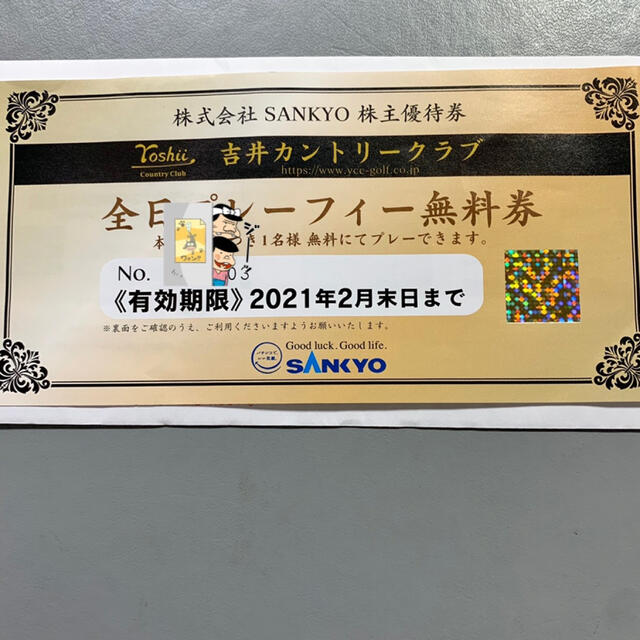 株式会社 SANKYO 株主優待券
Yoshii
Country Club
吉井カントリークラブ
https://www.ycc-golf.co.jp
全日プレーフィー無料券
本 き1名様 無料にてプレーできます。
ジー
No. 03
《有効期限》2021年2月末日まで
※裏面をご確認のうえ、ご利用くださいますようお願いいたします。
Good luck. Good life.
SANKYO